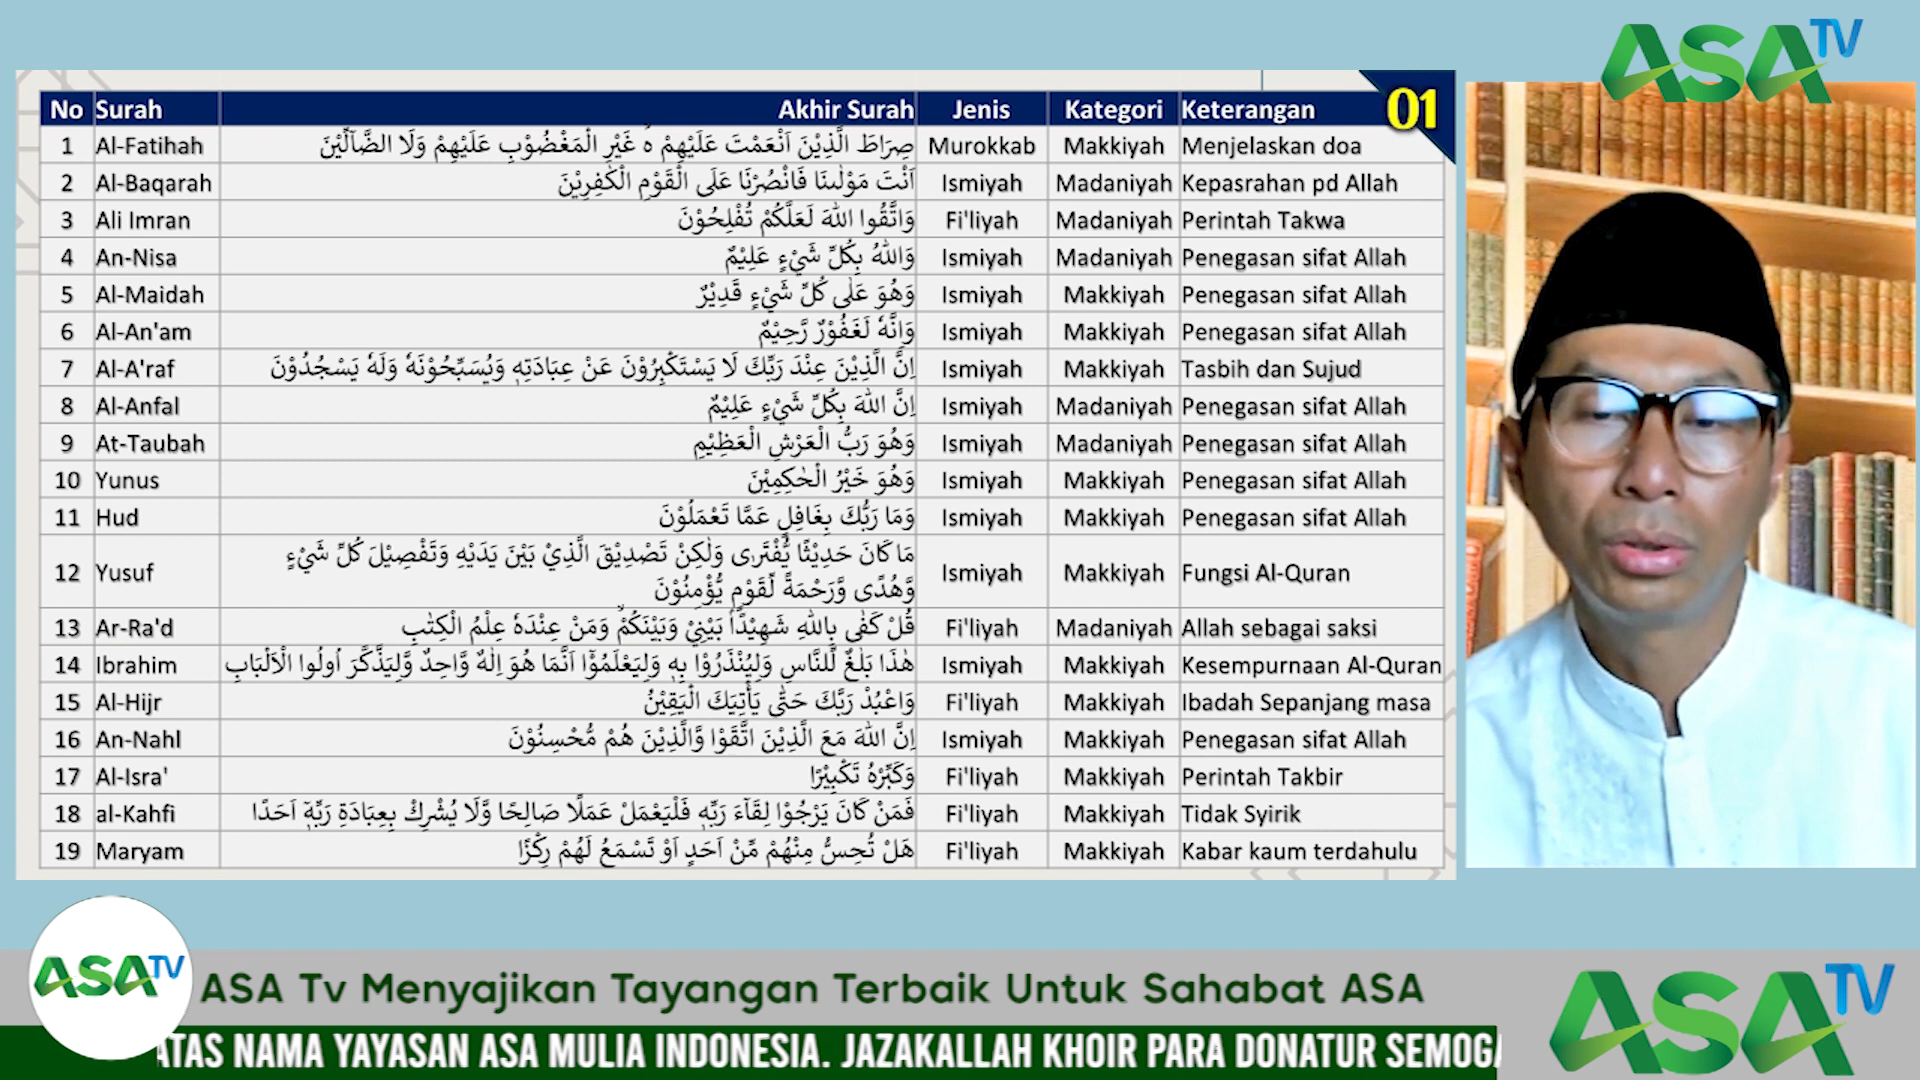 ASA TV
01
No Surah Akhir Surah Jenis Kategori Keterangan
1 Al-Fatihah صِرَاطَ الَّذِيْنَ اَنْعَمْتَ عَلَيْهِمْ ەۙ غَيْرِ الْمَغْضُوْبِ عَلَيْهِمْ وَلَا الضَّاۤلِّيْنَ Murokkab Makkiyah Menjelaskan doa
2 Al-Baqarah اَنْتَ مَوْلٰىنَا فَانْصُرْنَا عَلَى الْقَوْمِ الْكٰفِرِيْنَ Ismiyah Madaniyah Kepasrahan pd Allah
3 Ali Imran وَاتَّقُوا اللّٰهَ لَعَلَّكُمْ تُفْلِحُوْنَ Fi'liyah Madaniyah Perintah Takwa
4 An-Nisa وَاللّٰهُ بِكُلِّ شَيْءٍ عَلِيْمٌ Ismiyah Madaniyah Penegasan sifat Allah
5 Al-Maidah وَهُوَ عَلٰى كُلِّ شَيْءٍ قَدِيْرٌ Ismiyah Makkiyah Penegasan sifat Allah
6 Al-An'am وَاِنَّهٗ لَغَفُوْرٌ رَّحِيْمٌ Ismiyah Makkiyah Penegasan sifat Allah
7 Al-A'raf اِنَّ الَّذِيْنَ عِنْدَ رَبِّكَ لَا يَسْتَكْبِرُوْنَ عَنْ عِبَادَتِهٖ وَيُسَبِّحُوْنَهٗ وَلَهٗ يَسْجُدُوْنَ Ismiyah Makkiyah Tasbih dan Sujud
8 Al-Anfal اِنَّ اللّٰهَ بِكُلِّ شَيْءٍ عَلِيْمٌ Ismiyah Madaniyah Penegasan sifat Allah
9 At-Taubah وَهُوَ رَبُّ الْعَرْشِ الْعَظِيْمِ Ismiyah Madaniyah Penegasan sifat Allah
10 Yunus وَهُوَ خَيْرُ الْحٰكِمِيْنَ Ismiyah Makkiyah Penegasan sifat Allah
11 Hud وَمَا رَبُّكَ بِغَافِلٍ عَمَّا تَعْمَلُوْنَ Ismiyah Makkiyah Penegasan sifat Allah
12 Yusuf مَا كَانَ حَدِيْثًا يُّفْتَرٰى وَلٰكِنْ تَصْدِيْقَ الَّذِيْ بَيْنَ يَدَيْهِ وَتَفْصِيْلَ كُلِّ شَيْءٍ
وَّهُدًى وَّرَحْمَةً لِّقَوْمٍ يُّؤْمِنُوْنَ Ismiyah Makkiyah Fungsi Al-Quran
13 Ar-Ra'd قُلْ كَفٰى بِاللّٰهِ شَهِيْدًاۢ بَيْنِيْ وَبَيْنَكُمْۙ وَمَنْ عِنْدَهٗ عِلْمُ الْكِتٰبِ Fi'liyah Madaniyah Allah sebagai saksi
14 Ibrahim هٰذَا بَلٰغٌ لِّلنَّاسِ وَلِيُنْذَرُوْا بِهٖ وَلِيَعْلَمُوْٓا اَنَّمَا هُوَ اِلٰهٌ وَّاحِدٌ وَّلِيَذَّكَّرَ اُولُوا الْاَلْبَابِ Ismiyah Makkiyah Kesempurnaan Al-Quran
15 Al-Hijr وَاعْبُدْ رَبَّكَ حَتّٰى يَأْتِيَكَ الْيَقِيْنُ Fi'liyah Makkiyah Ibadah Sepanjang masa
16 An-Nahl اِنَّ اللّٰهَ مَعَ الَّذِيْنَ اتَّقَوْا وَّالَّذِيْنَ هُمْ مُّحْسِنُوْنَ Ismiyah Makkiyah Penegasan sifat Allah
17 Al-Isra' وَكَبِّرْهُ تَكْبِيْرًا Fi'liyah Makkiyah Perintah Takbir
18 al-Kahfi فَمَنْ كَانَ يَرْجُوْا لِقَاۤءَ رَبِّهٖ فَلْيَعْمَلْ عَمَلًا صَالِحًا وَّلَا يُشْرِكْ بِعِبَادَةِ رَبِّهٖٓ اَحَدًا Fi'liyah Makkiyah Tidak Syirik
19 Maryam هَلْ تُحِسُّ مِنْهُمْ مِّنْ اَحَدٍ اَوْ تَسْمَعُ لَهُمْ رِكْزًا Fi'liyah Makkiyah Kabar kaum terdahulu
ASA TV
ASA Tv Menyajikan Tayangan Terbaik Untuk Sahabat ASA
ATAS NAMA YAYASAN ASA MULIA INDONESIA. JAZAKALLAH KHOIR PARA DONATUR SEMOGA
ASA TV